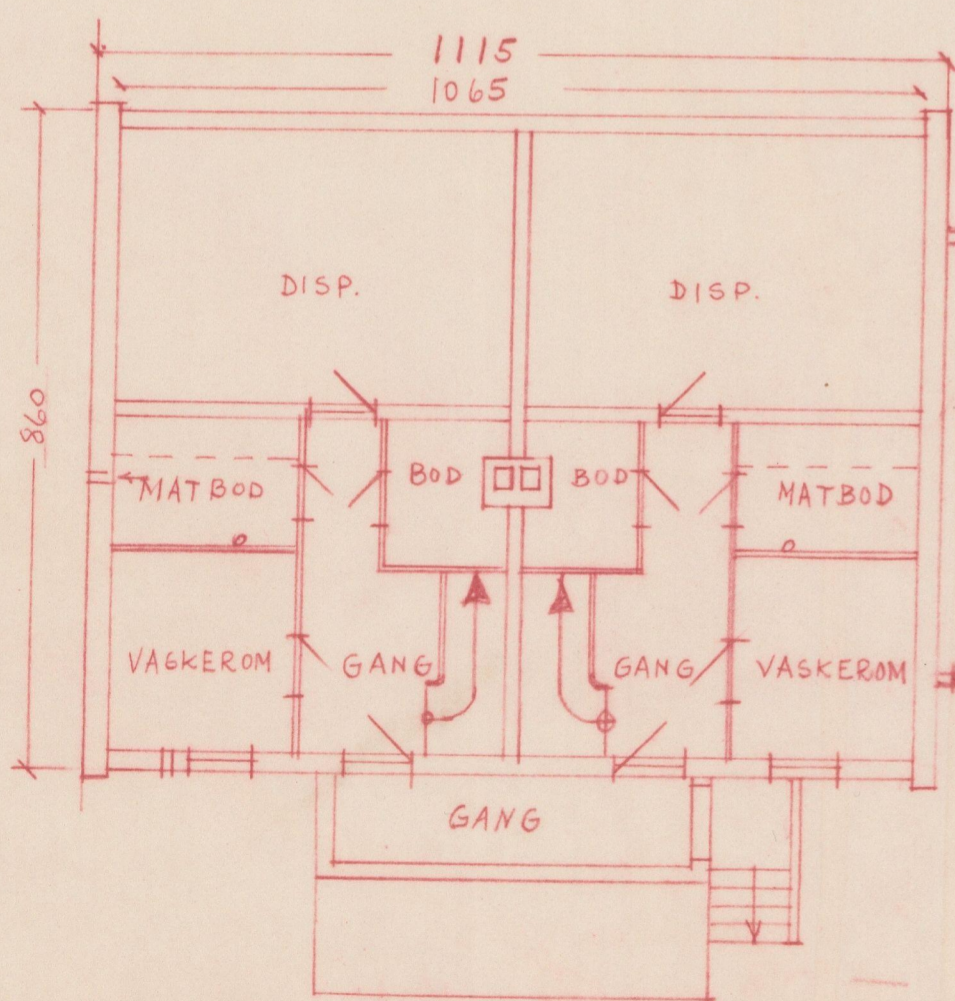 1115
1065
860
DISP.
DISP.
MATBOD
BOD
BOD
MATBOD
VASKEROM
GANG
GANG
VASKEROM
GANG